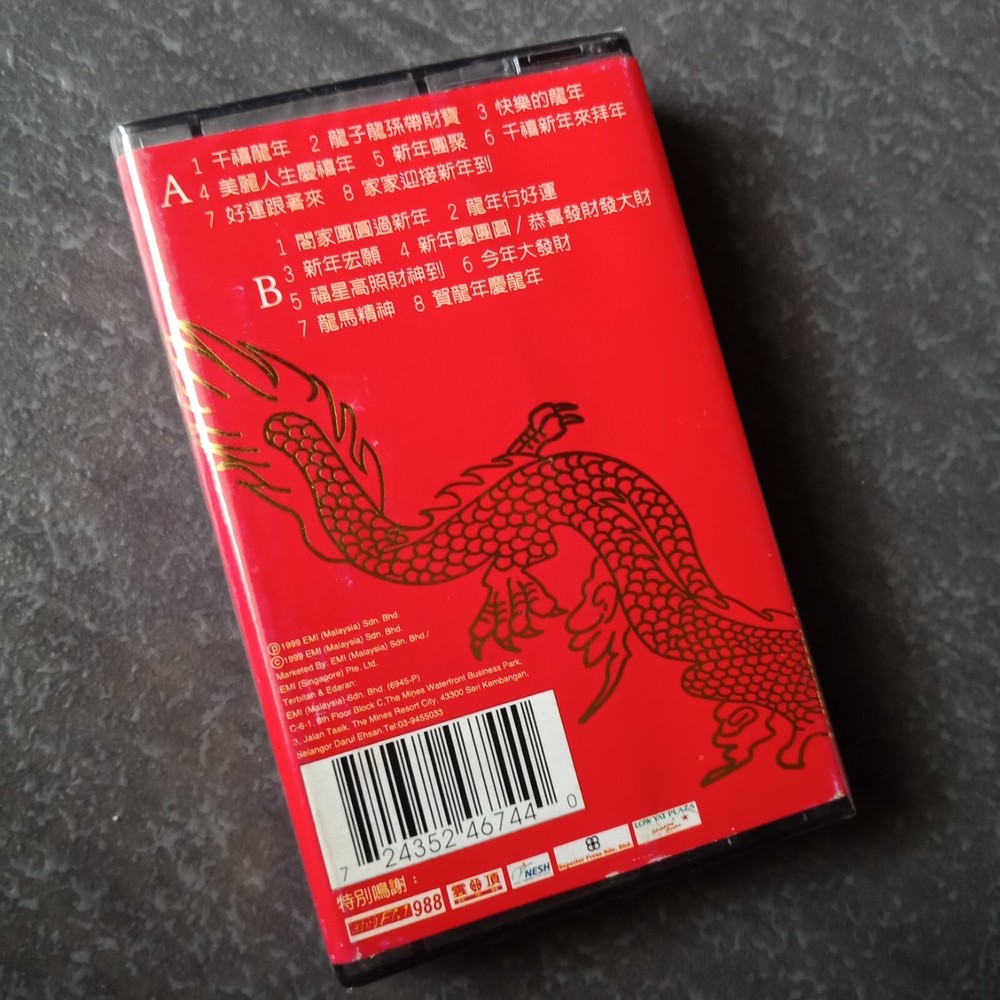 A
1 千禧龍年 2 龍子龍孫帶財寶 3 快樂的龍年
4 美麗人生慶禧年 5 新年團聚 6 千禧新年來拜年
7 好運跟著來 8 家家迎接新年到
B
1 閤家團圓過新年 2 龍年行好運
3 新年宏願 4 新年慶團圓 / 恭喜發財發大財
5 福星高照財神到 6 今年大發財
7 龍馬精神 8 賀龍年慶龍年
Ⓟ1999 EMI (Malaysia) Sdn. Bhd.
©1999 EMI (Malaysia) Sdn. Bhd.
Marketed By: EMI (Malaysia) Sdn. Bhd./
EMI (Singapore) Pte. Ltd.
Terbitan & Edaran:
EMI (Malaysia) Sdn. Bhd. (6945-P)
C-6-1, 6th Floor Block C,The Mines Waterfront Business Park,
3, Jalan Tasik, The Mines Resort City, 43300 Seri Kembangan,
Selangor Darul Ehsan.Tel:03-9455033
7 24352 46744 0
特別鳴謝:
988
雲頂
NESH
Superior Press Sdn. Bhd
LOW YAT PLAZA